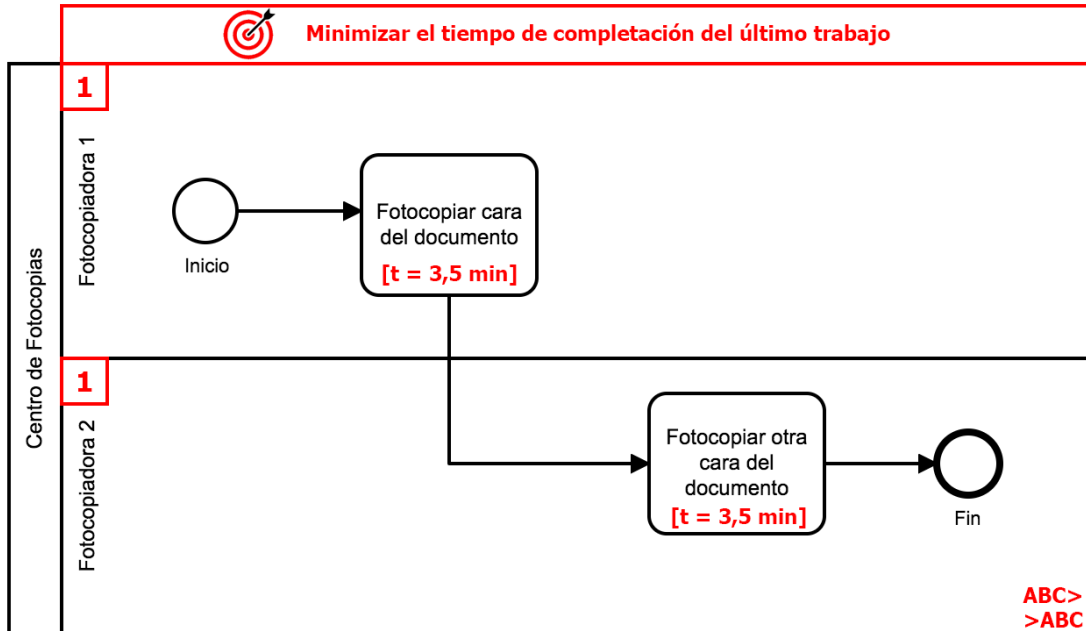 Minimizar el tiempo de completación del último trabajo
Centro de Fotocopias
1
Fotocopiadora 1
Inicio
Fotocopiar cara
del documento
[t = 3,5 min]
1
Fotocopiadora 2
Fotocopiar otra
cara del
documento
[t = 3,5 min]
Fin
ABC>
>ABC